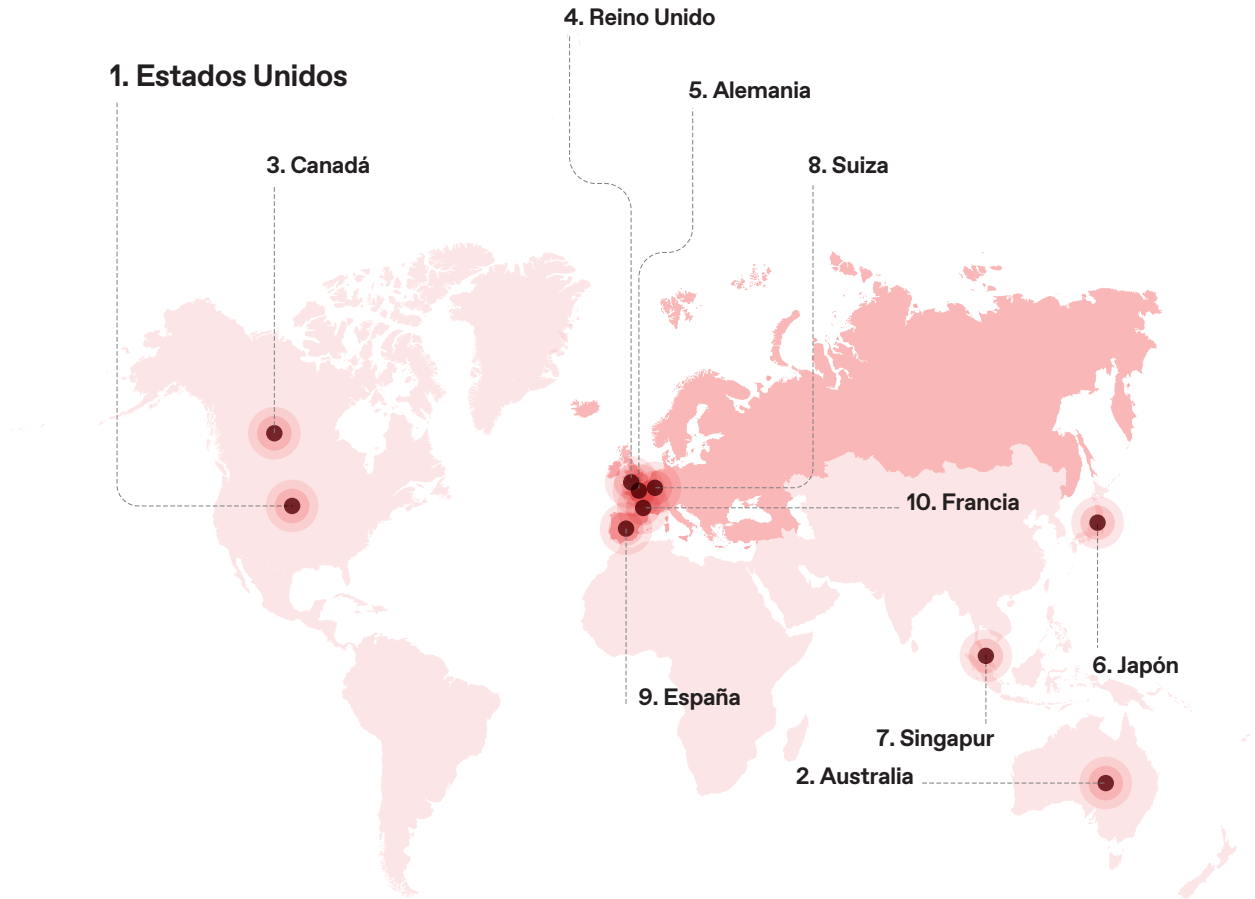 4. Reino Unido
1. Estados Unidos
5. Alemania
3. Canadá
8. Suiza
10. Francia
6. Japón
9. España
7. Singapur
2. Australia